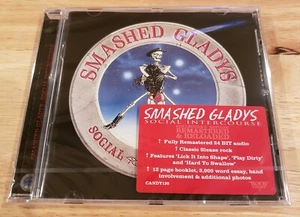 SMASHED GLADYS
SOCIAL
SMASHED GLADYS
SOCIAL INTERCOURSE
REMASTERED
& RELOADED
Fully Remastered 24 BIT audio
Classic Sleaze rock
Features 'Lick It Into Shape', 'Play Dirty'
and 'Hard To Swallow'
12 page booklet, 3,000 word essay, band
involvement & additional photos